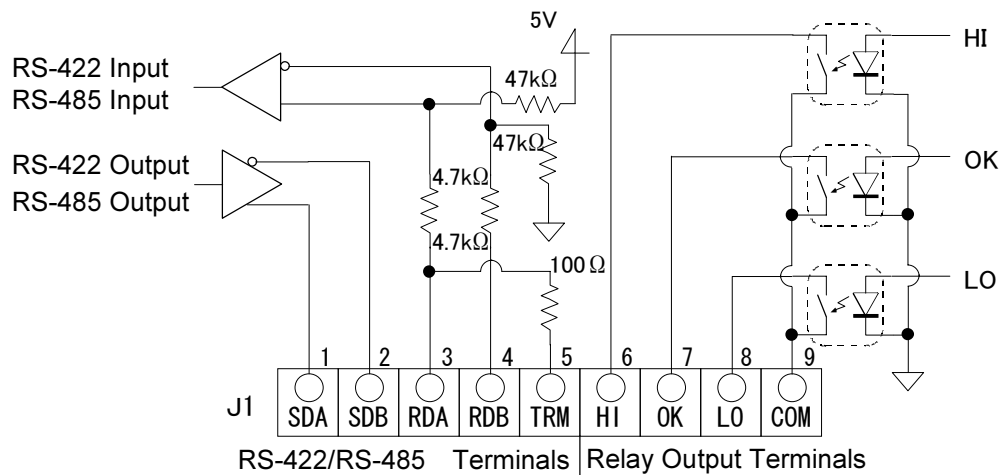 5V
HI
RS-422 Input
RS-485 Input
47kΩ
47kΩ
OK
RS-422 Output
RS-485 Output
4.7kΩ
4.7kΩ
100Ω
LO
1 2 3 4 5 6 7 8 9
J1 SDA SDB RDA RDB TRM HI OK LO COM
RS-422/RS-485 Terminals Relay Output Terminals